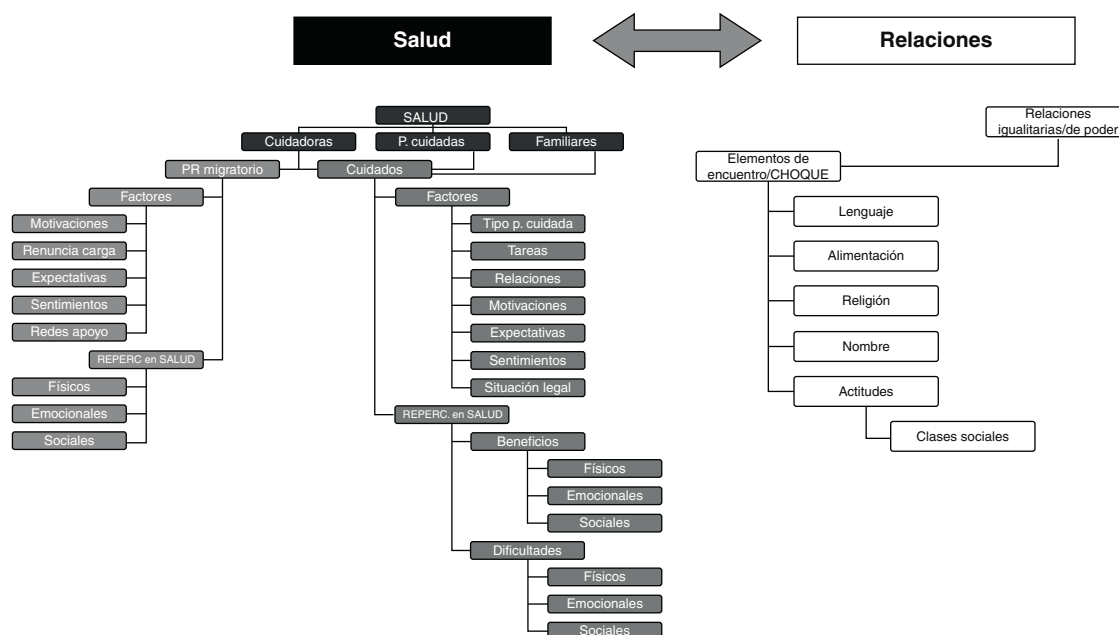 Salud
Relaciones
SALUD
Cuidadoras
P. cuidadas
Familiares
PR migratorio
Cuidados
Factores
Motivaciones
Renuncia carga
Expectativas
Sentimientos
Redes apoyo
REPERC en SALUD
Físicos
Emocionales
Sociales
Factores
Tipo p. cuidada
Tareas
Relaciones
Motivaciones
Expectativas
Sentimientos
Situación legal
REPERC. en SALUD
Beneficios
Físicos
Emocionales
Sociales
Dificultades
Físicos
Emocionales
Sociales
Relaciones
igualitarias/de poder
Elementos de
encuentro/CHOQUE
Lenguaje
Alimentación
Religión
Nombre
Actitudes
Clases sociales